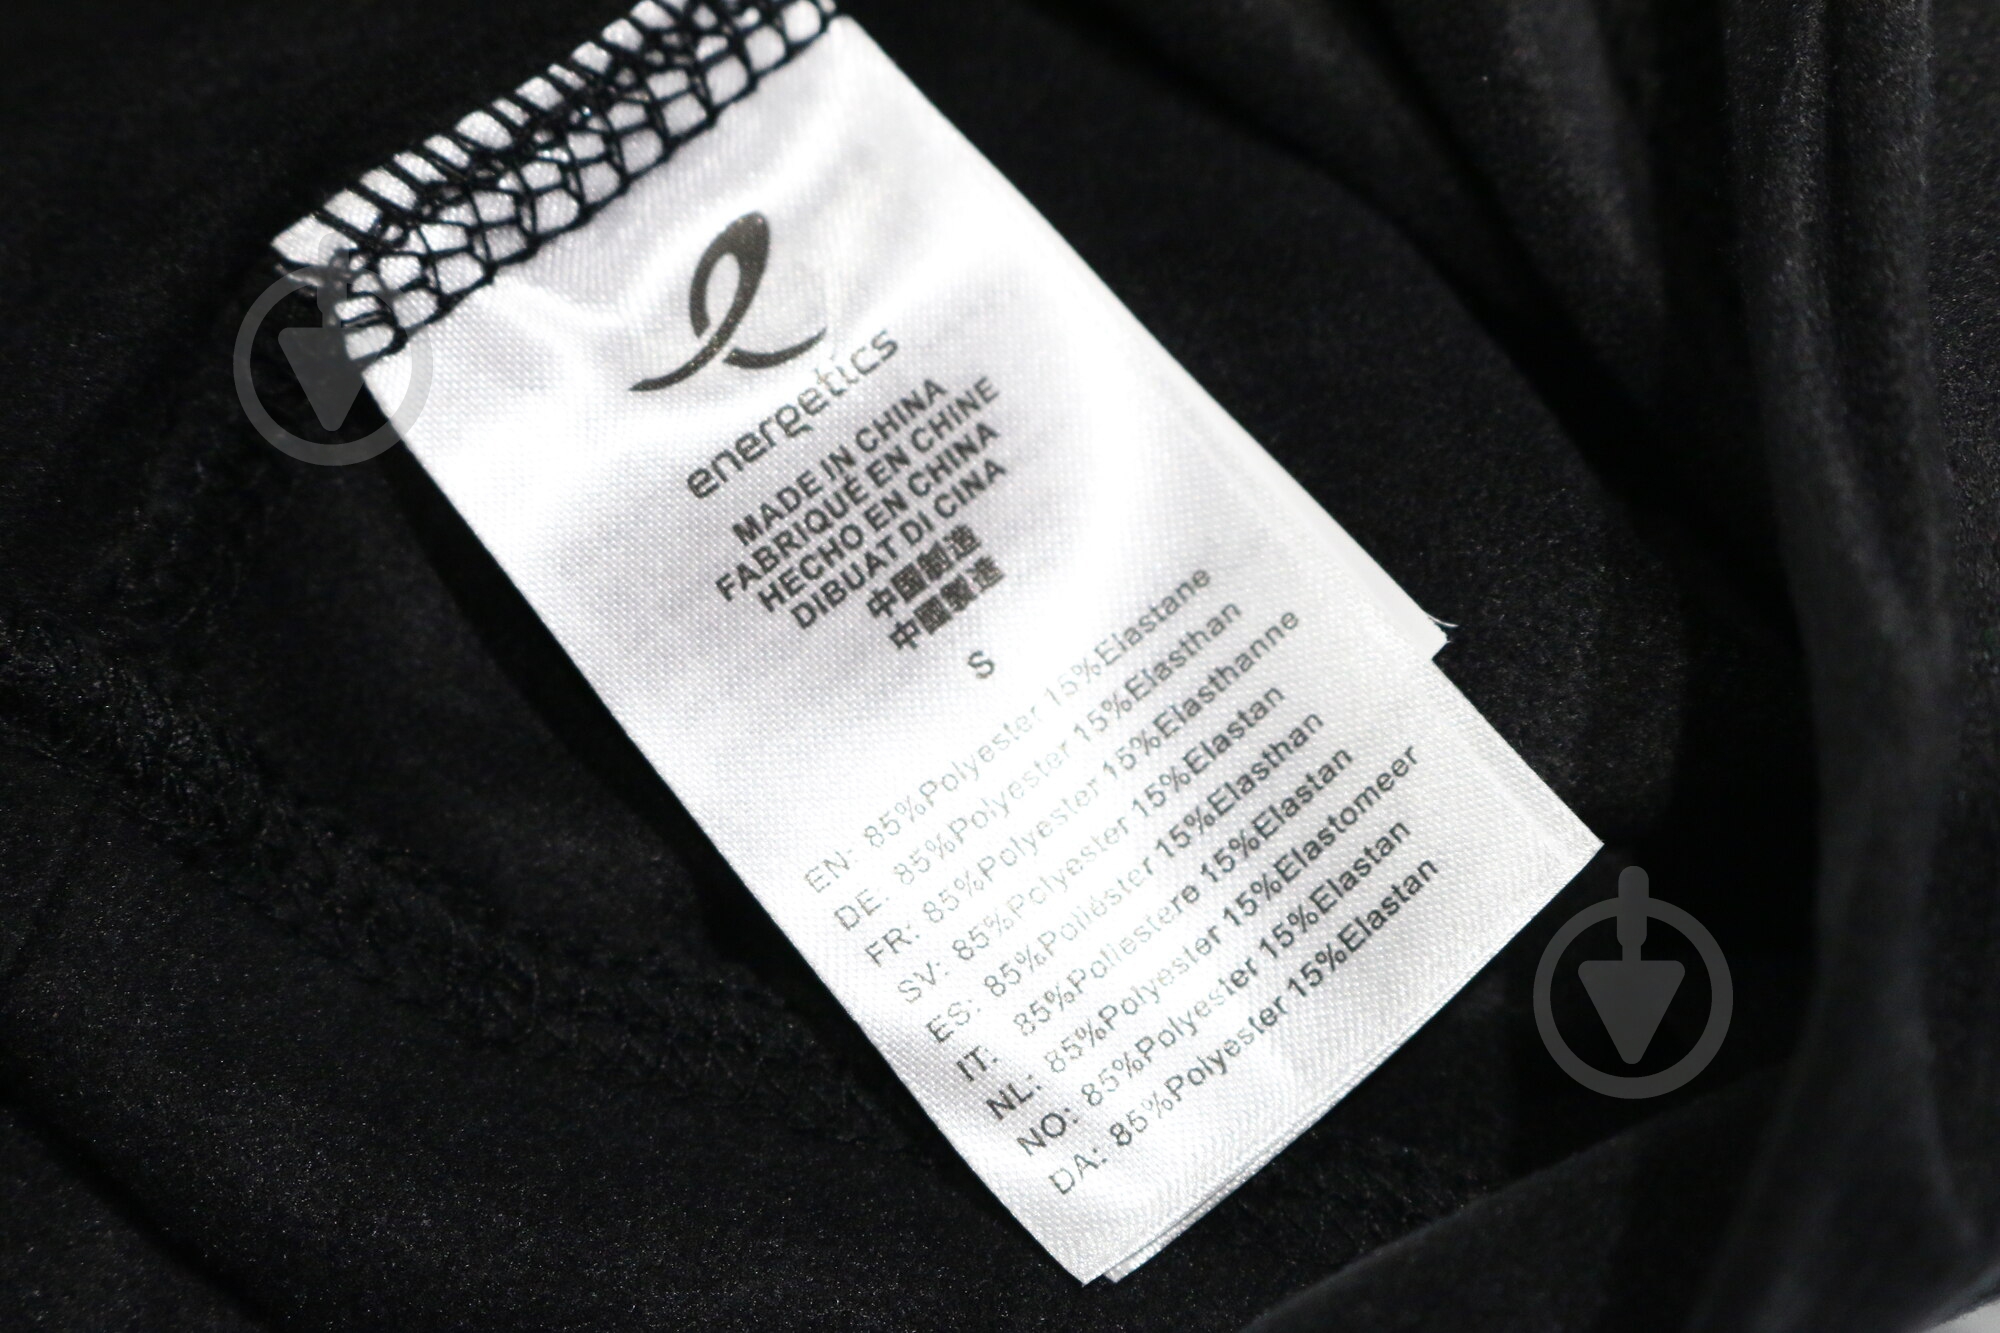 energetics
MADE IN CHINA
FABRIQUÉ EN CHINE
HECHO EN CHINA
DIBUAT DI CINA
中国制造
中國製造
S
EN: 85%Polyester 15%Elastane
DE: 85%Polyester 15%Elasthan
FR: 85%Polyester 15%Elasthanne
SV: 85%Polyester 15%Elastan
ES: 85%Poliéster 15%Elasthan
IT: 85%Poliestere 15%Elastan
NL: 85%Polyester 15%Elastomeer
NO: 85%Polyester 15%Elastan
DA: 85%Polyester 15%Elastan